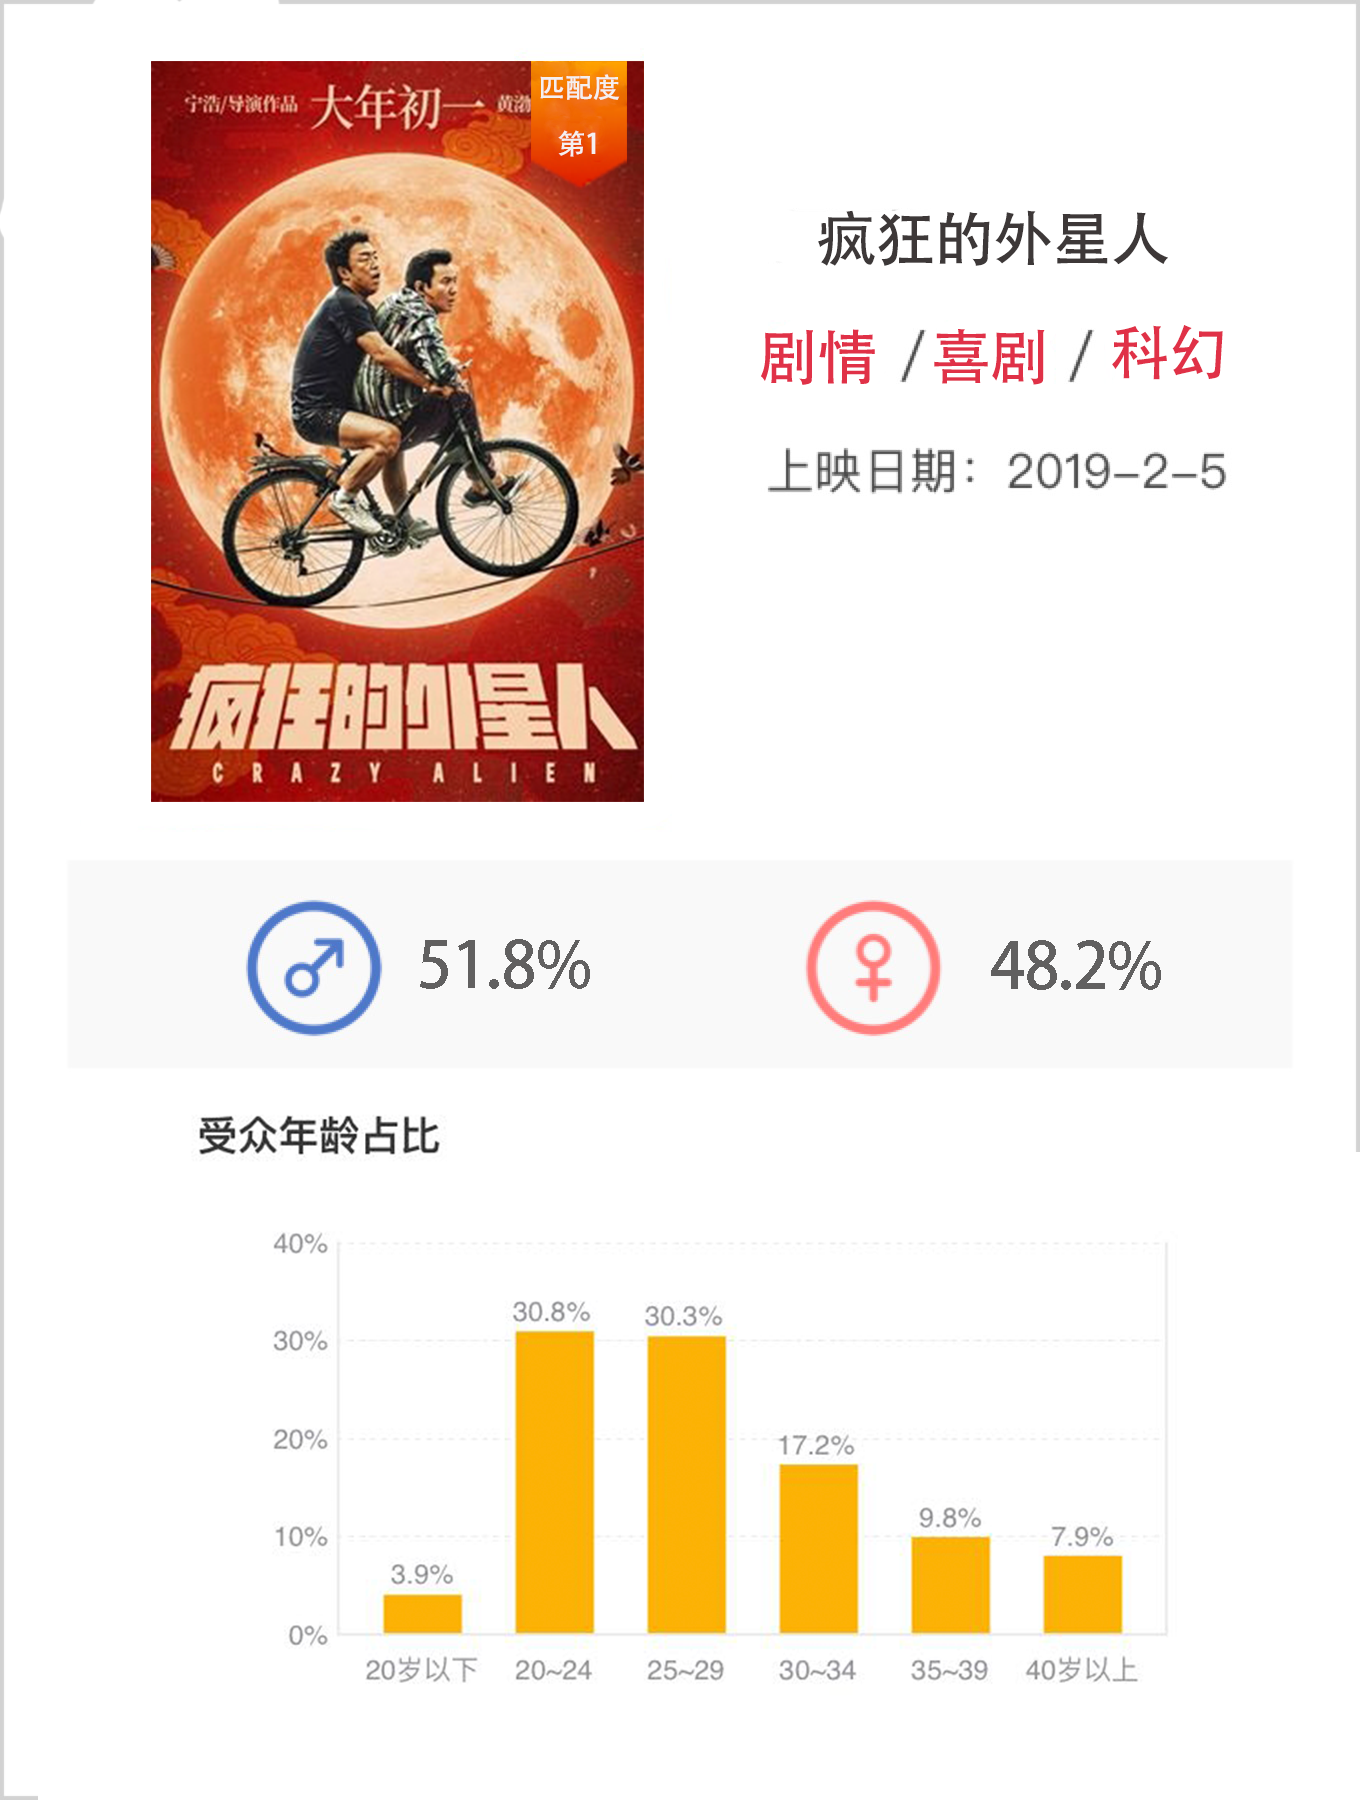 宁浩/导演作品 大年初一 黄渤
匹配度
第1
疯狂的外星人
CRAZY ALIEN
疯狂的外星人
剧情 / 喜剧 / 科幻
上映日期：2019-2-5
51.8%
48.2%
受众年龄占比
40%
30%
20%
10%
0%
3.9%
30.8%
30.3%
17.2%
9.8%
7.9%
20岁以下 20~24 25~29 30~34 35~39 40岁以上